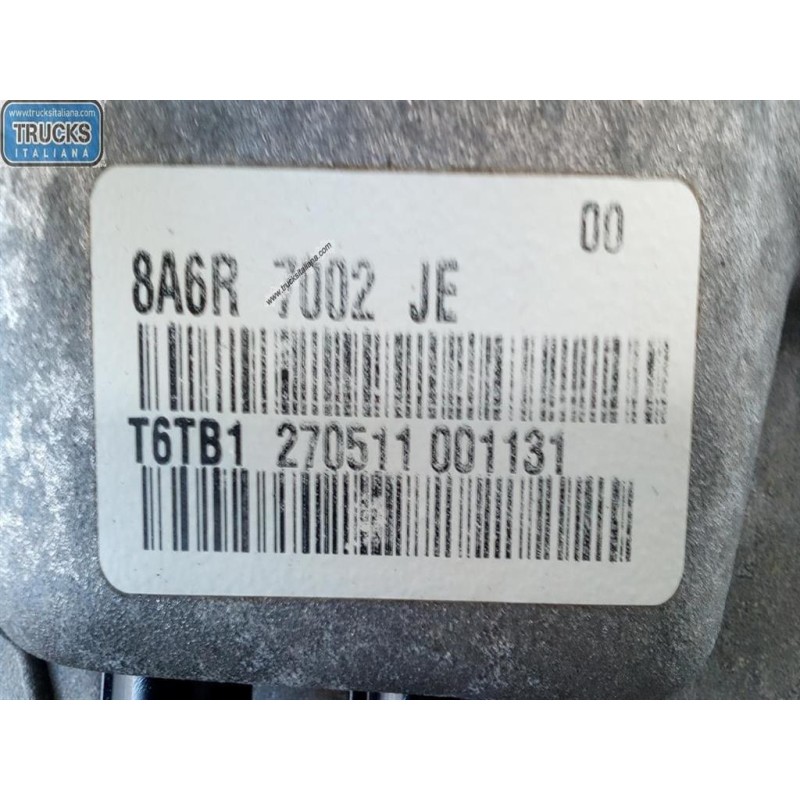 www.trucksitaliana.com
TRUCKS
ITALIANA
00
8A6R 7002 JE
www.trucksitaliana.com
T6TB1 270511 001131